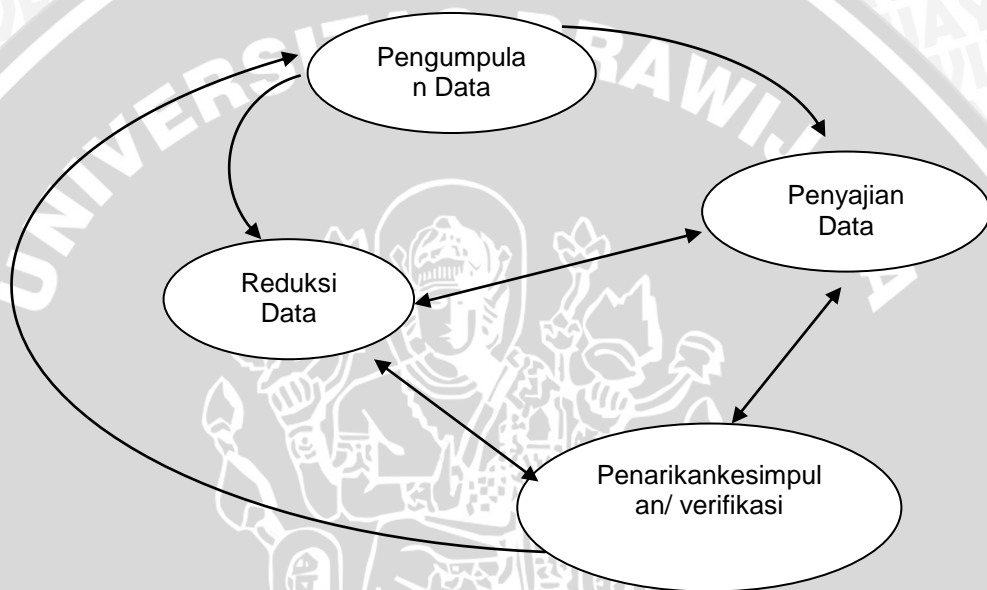 UNIVERSITAS BRAWIJAYA
Pengumpula
n Data
Penyajian
Data
Reduksi
Data
Penarikankesimpul
an/ verifikasi